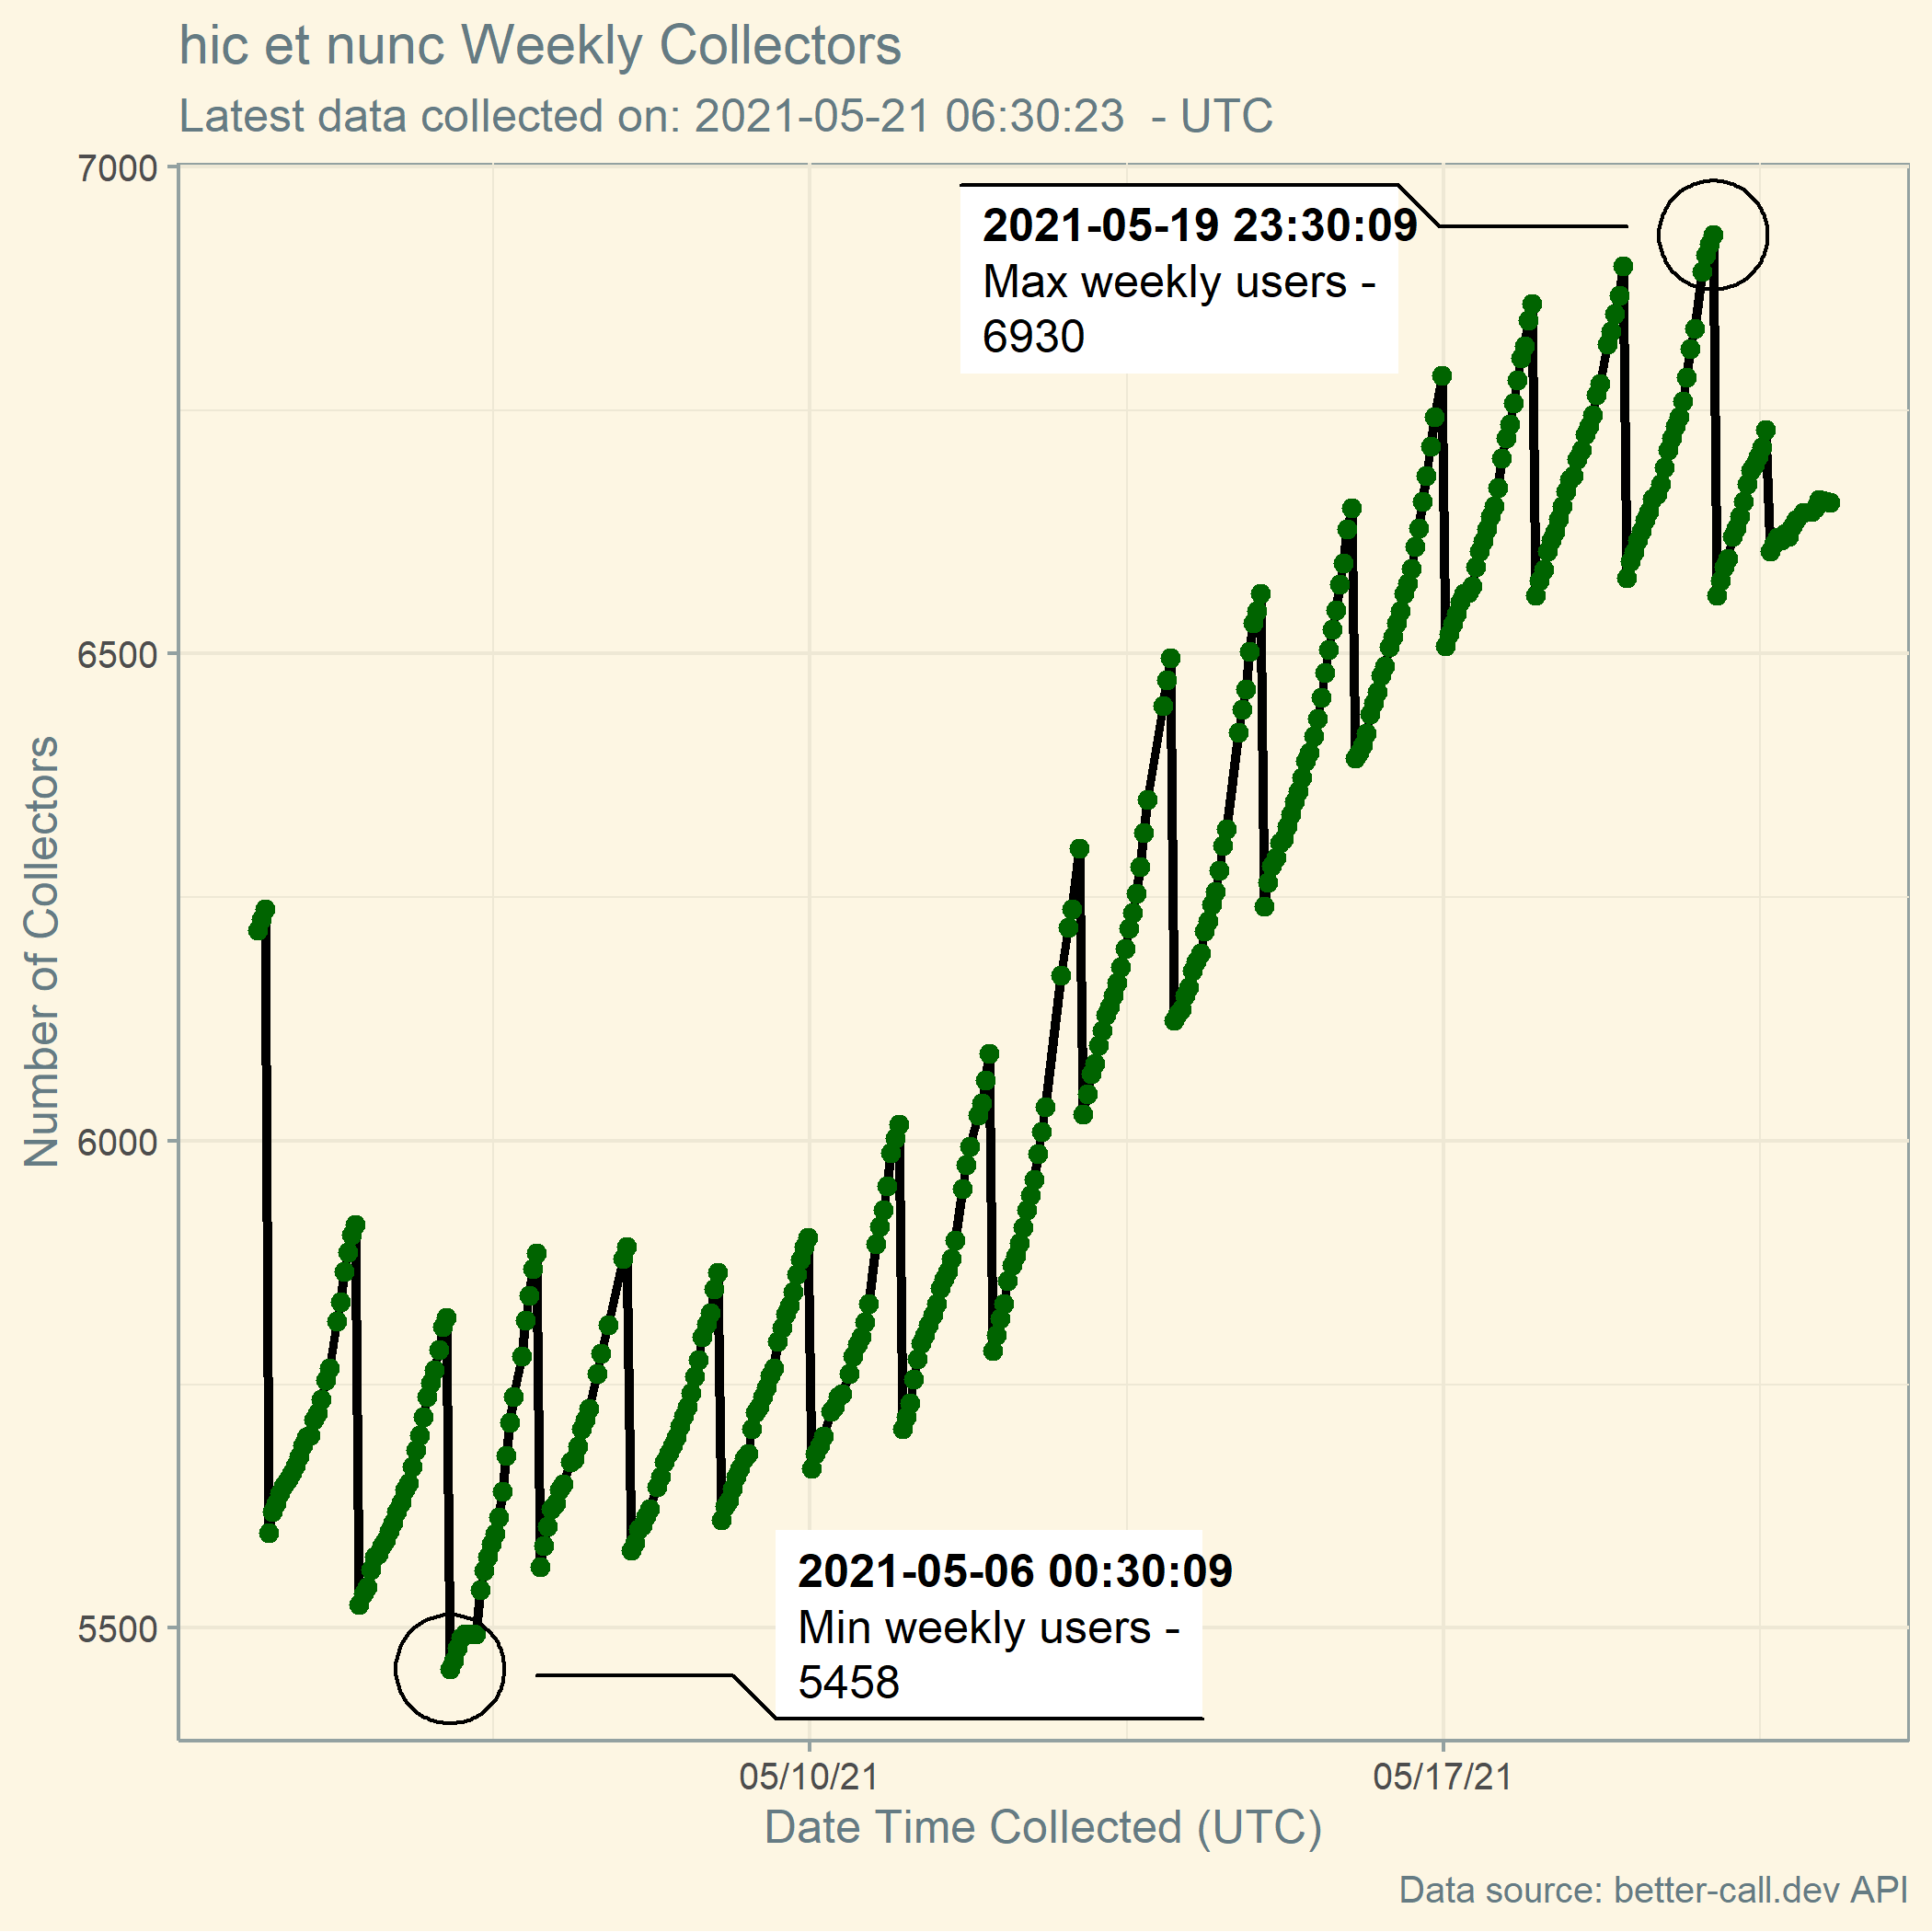 hic et nunc Weekly Collectors
Latest data collected on: 2021-05-21 06:30:23  - UTC
7000
6500
6000
5500
Number of Collectors
2021-05-19 23:30:09
Max weekly users -
6930
2021-05-06 00:30:09
Min weekly users -
5458
05/10/21
05/17/21
Date Time Collected (UTC)
Data source: better-call.dev API